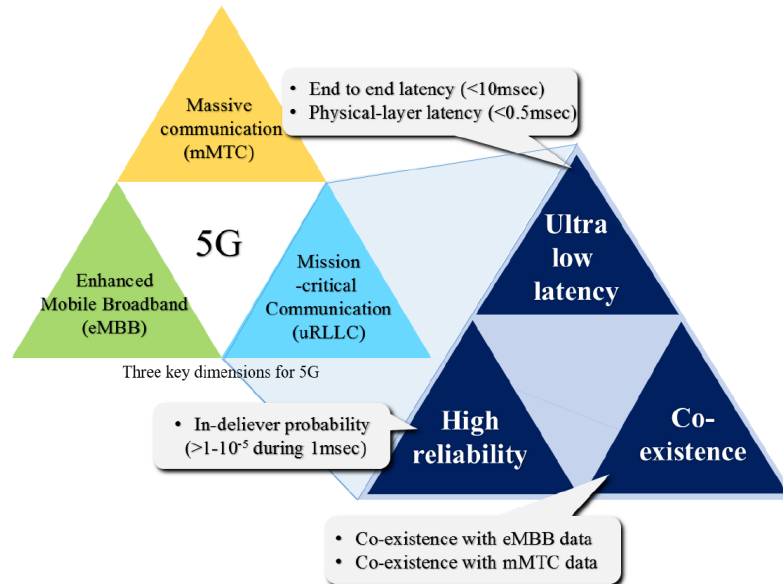 Massive
communication
(mMTC)
5G
Enhanced
Mobile Broadband
(eMBB)
Mission
-critical
Communication
(uRLLC)
Three key dimensions for 5G
• End to end latency (<10msec)
• Physical-layer latency (<0.5msec)
Ultra
low
latency
• In-deliever probability
(>1-10⁻⁵ during 1msec)
High
reliability
Co-
existence
• Co-existence with eMBB data
• Co-existence with mMTC data